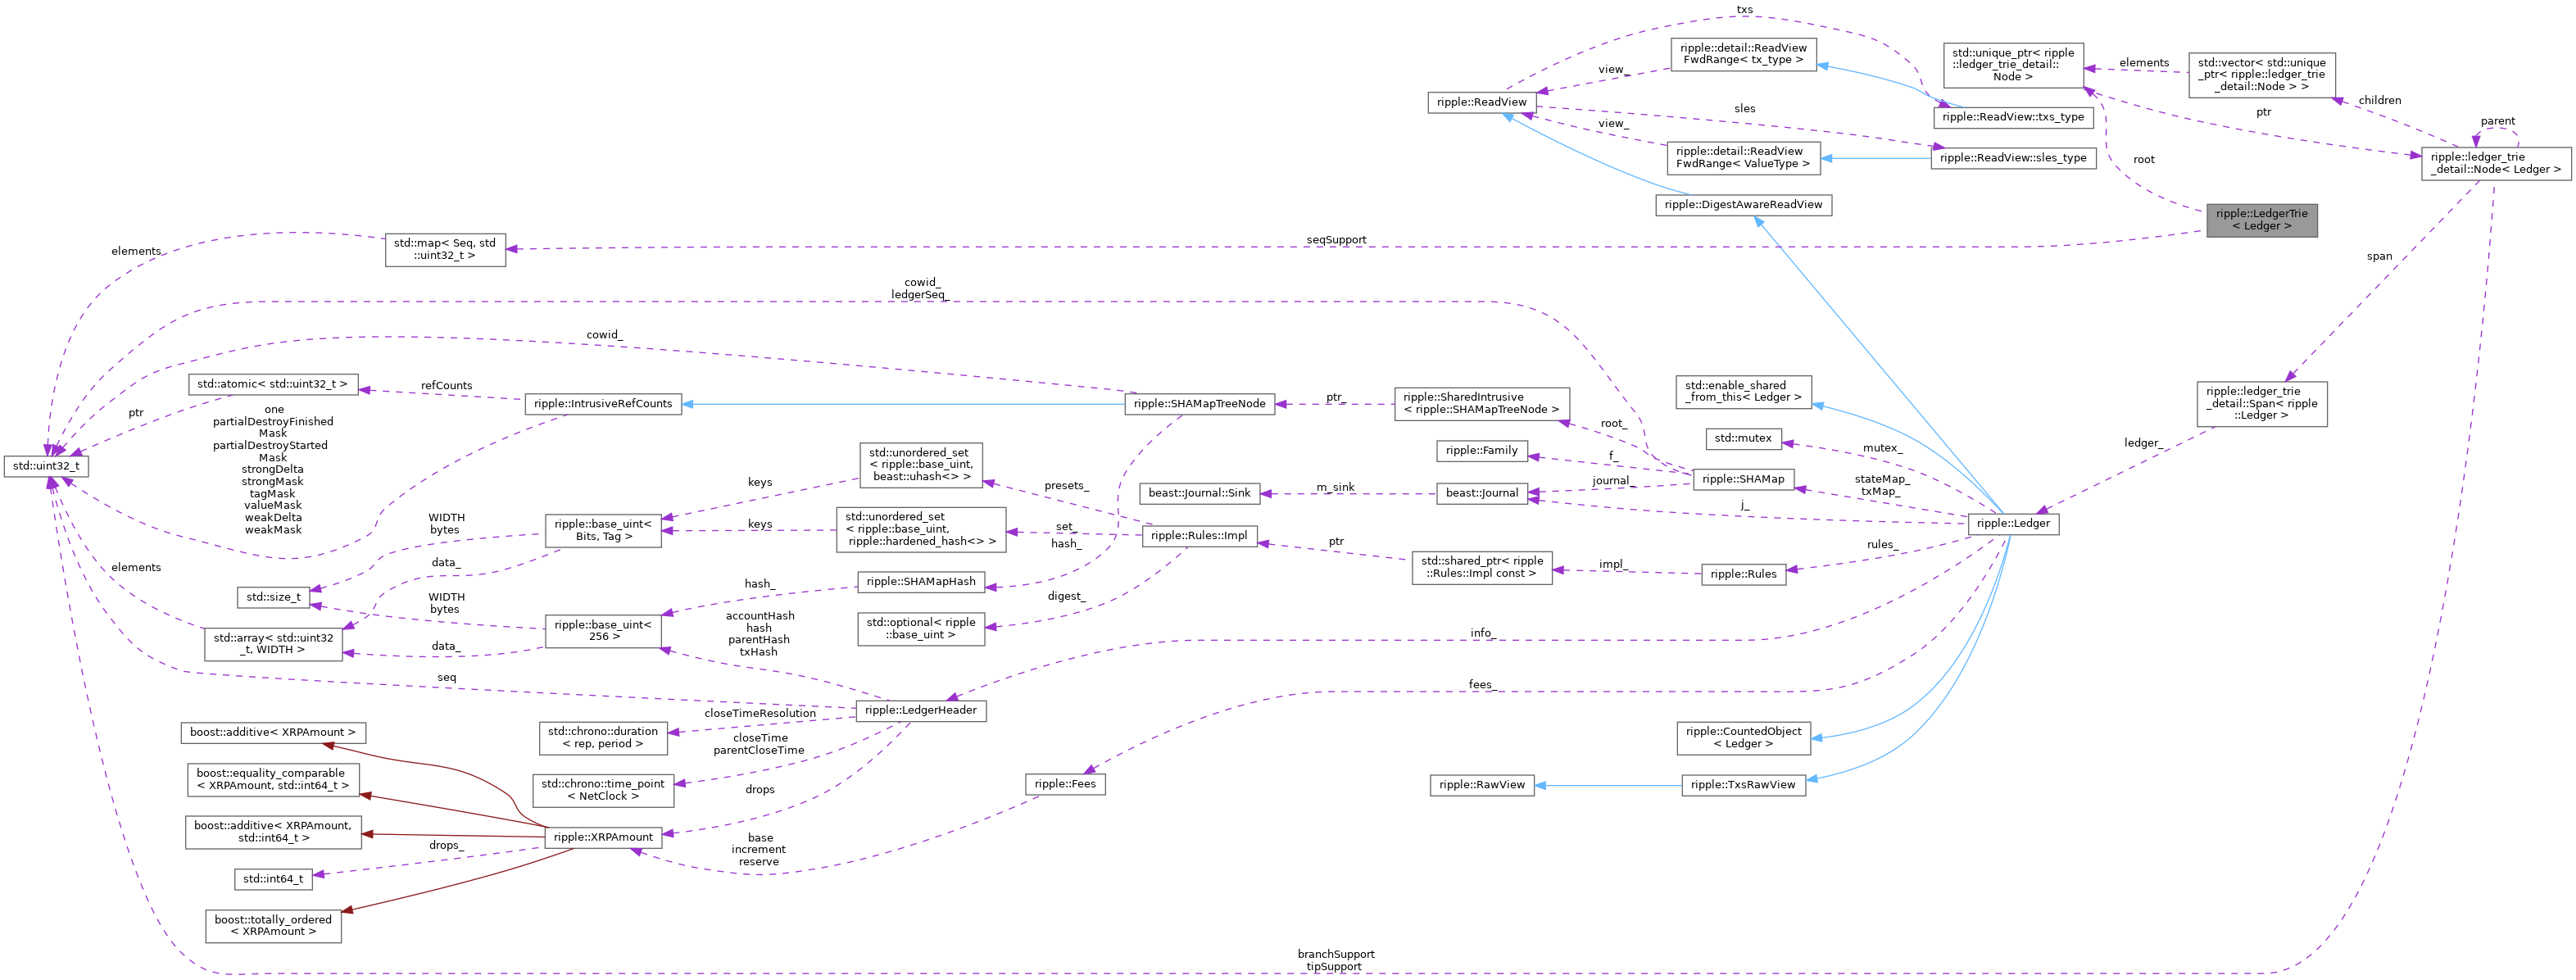 txs
ripple::detail::ReadView
FwdRange< tx_type >
std::unique_ptr< ripple
::ledger_trie_detail::
Node >
elements
std::vector< std::unique
_ptr< ripple::ledger_trie
_detail::Node > >
view_
ripple::ReadView
sles
children
ripple::ReadView::txs_type
ptr
parent
view_
ripple::detail::ReadView
FwdRange< ValueType >
ripple::ReadView::sles_type
root
ripple::ledger_trie
_detail::Node< Ledger >
ripple::DigestAwareReadView
ripple::LedgerTrie
< Ledger >
elements
std::map< Seq, std
::uint32_t >
seqSupport
span
cowid_
ledgerSeq_
cowid_
std::atomic< std::uint32_t >
refCounts
ripple::IntrusiveRefCounts
ripple::SHAMapTreeNode
ptr_
ripple::SharedIntrusive
< ripple::SHAMapTreeNode >
std::enable_shared
_from_this< Ledger >
ripple::ledger_trie
_detail::Span< ripple
::Ledger >
ptr
one
partialDestroyFinished
Mask
partialDestroyStarted
Mask
strongDelta
strongMask
tagMask
valueMask
weakDelta
weakMask
root_
std::mutex
mutex_
ledger_
std::uint32_t
std::unordered_set
< ripple::base_uint,
beast::uhash<> >
ripple::Family
f_
keys
presets_
beast::Journal::Sink
m_sink
beast::Journal
journal_
ripple::SHAMap
stateMap_
txMap_
j_
WIDTH
bytes
ripple::base_uint<
Bits, Tag >
keys
std::unordered_set
< ripple::base_uint,
ripple::hardened_hash<> >
set_
hash_
ripple::Rules::Impl
ptr
ripple::Ledger
rules_
elements
data_
std::shared_ptr< ripple
::Rules::Impl const >
impl_
ripple::Rules
std::size_t
WIDTH
bytes
hash_
ripple::SHAMapHash
digest_
std::array< std::uint32
_t, WIDTH >
data_
ripple::base_uint<
256 >
accountHash
hash
parentHash
txHash
std::optional< ripple
::base_uint >
info_
seq
fees_
ripple::LedgerHeader
boost::additive< XRPAmount >
std::chrono::duration
< rep, period >
closeTimeResolution
closeTime
parentCloseTime
ripple::CountedObject
< Ledger >
boost::equality_comparable
< XRPAmount, std::int64_t >
std::chrono::time_point
< NetClock >
drops
ripple::Fees
ripple::RawView
ripple::TxsRawView
boost::additive< XRPAmount,
std::int64_t >
ripple::XRPAmount
drops_
base
increment
reserve
std::int64_t
boost::totally_ordered
< XRPAmount >
branchSupport
tipSupport